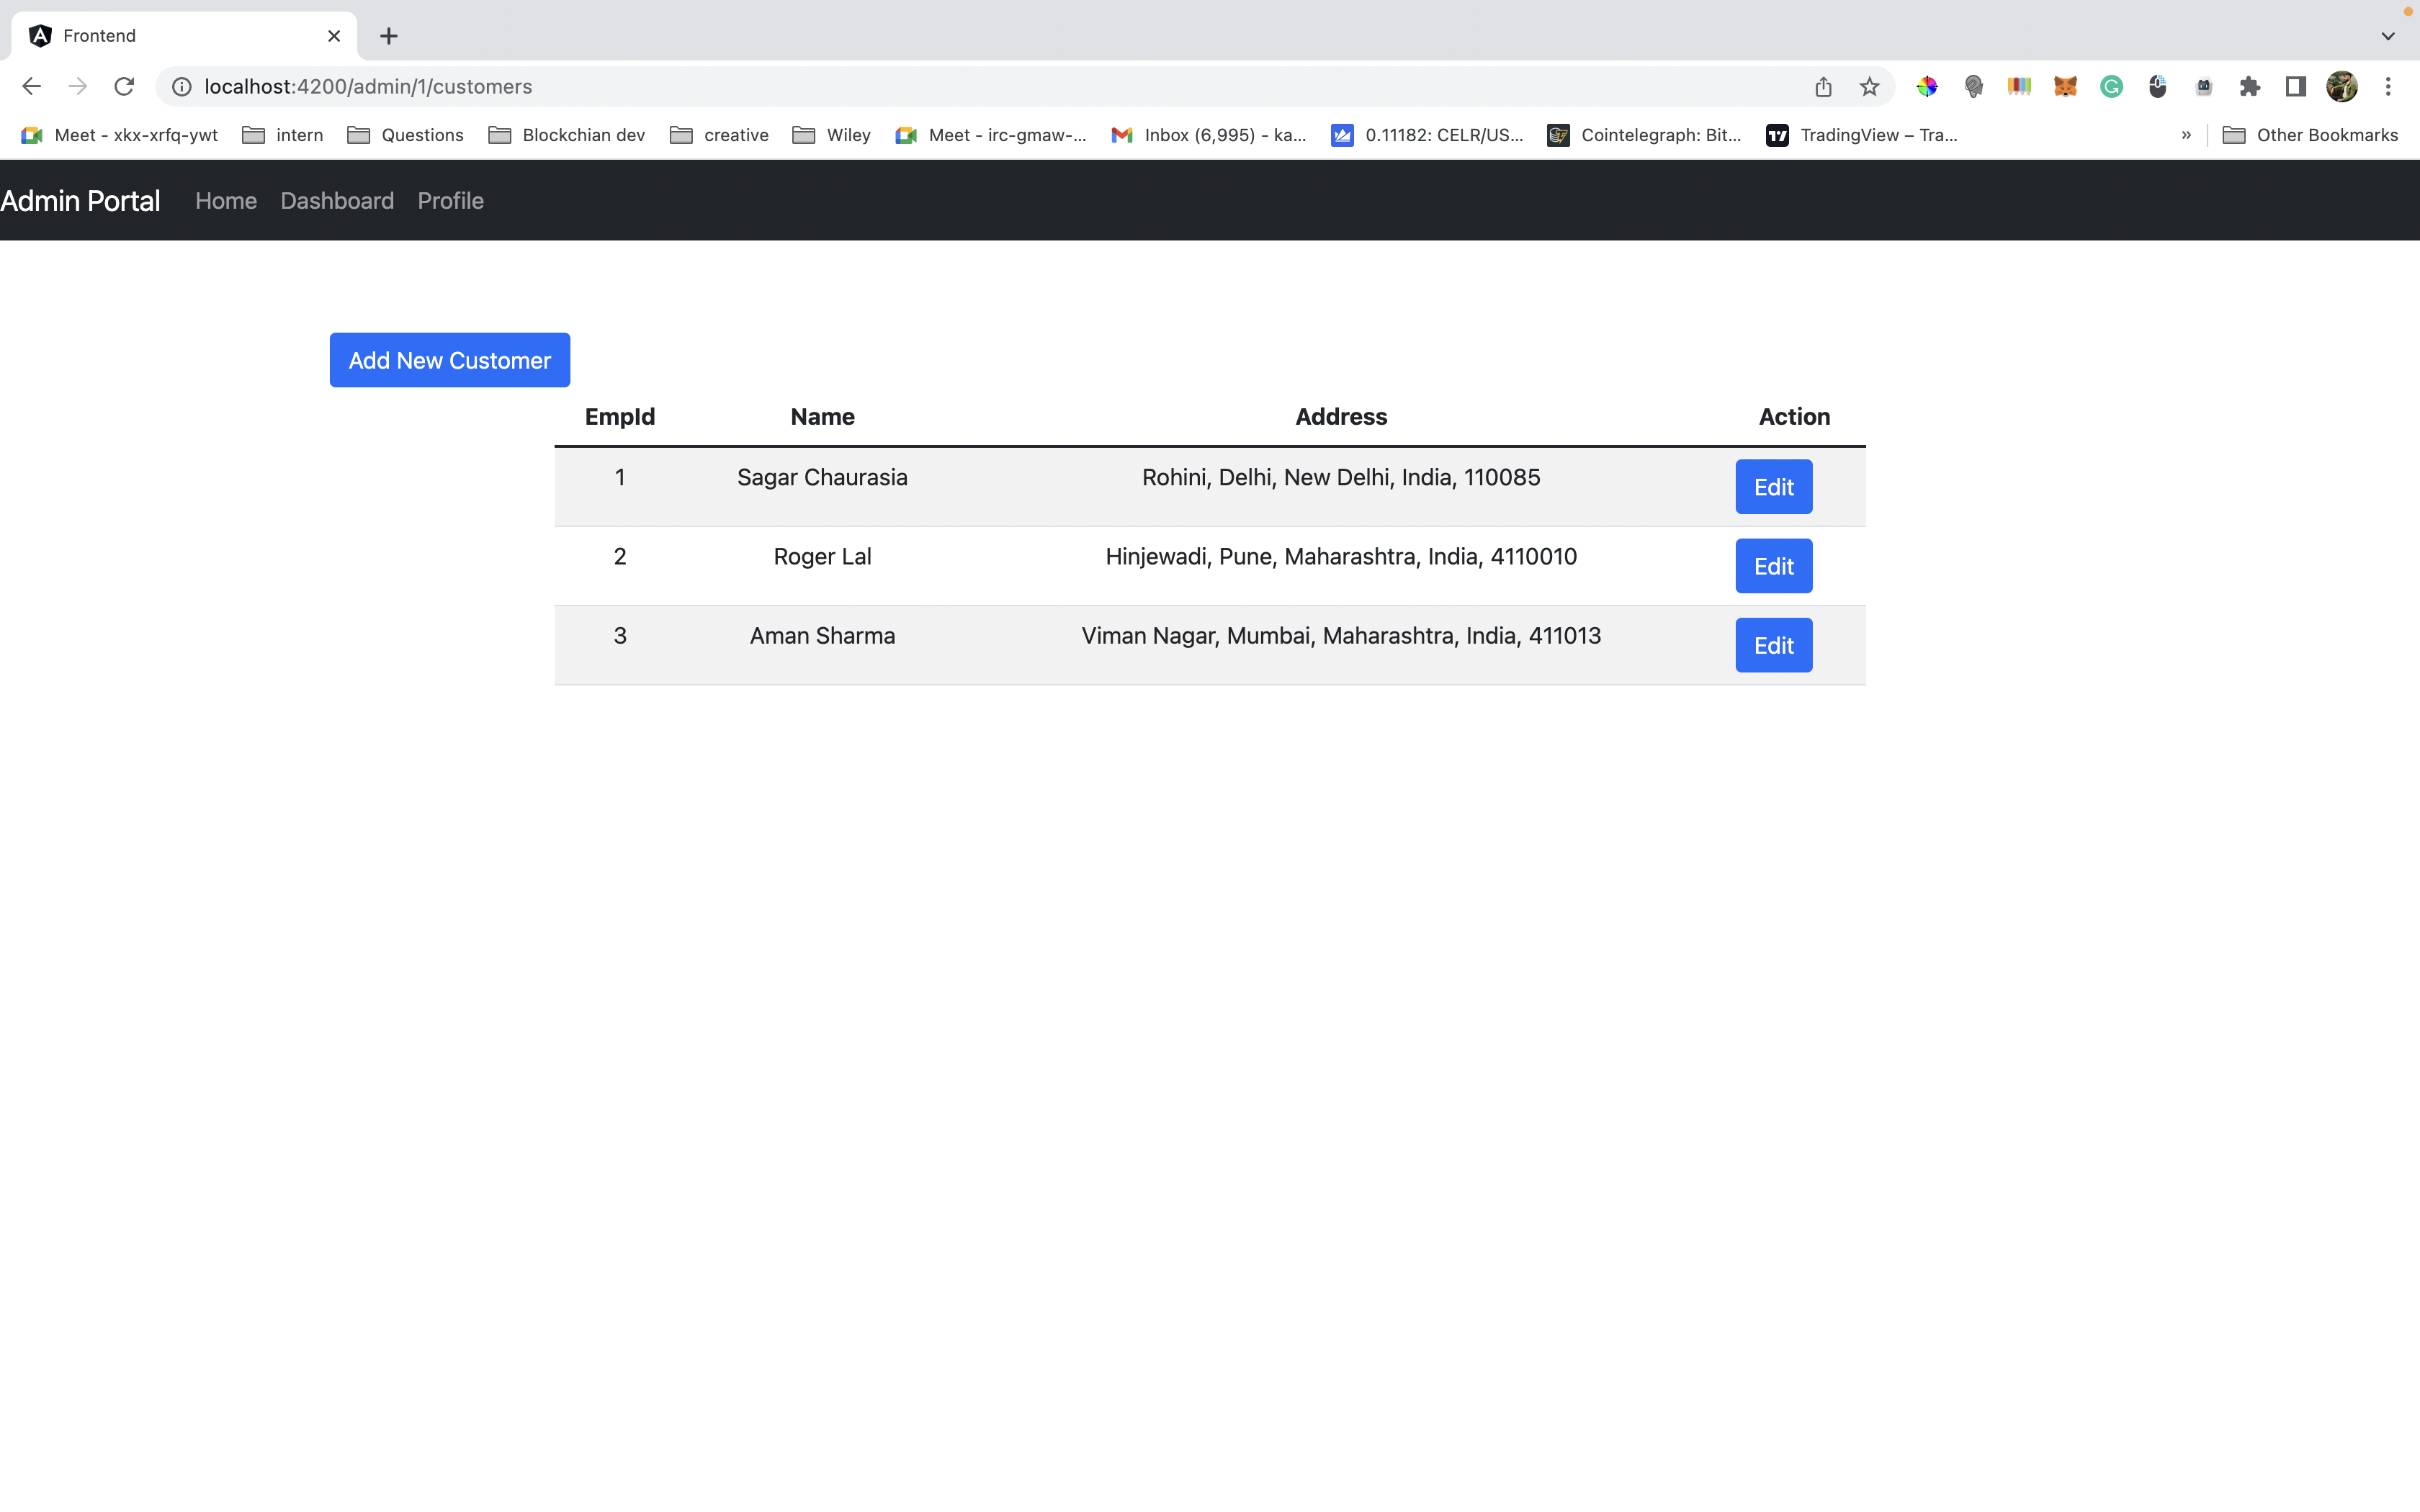 Frontend
localhost:4200/admin/1/customers
Meet - xkx-xrfq-ywt intern Questions Blockchian dev creative Wiley Meet - irc-gmaw-... Inbox (6,995) - ka... 0.11182: CELR/US... Cointelegraph: Bit... TradingView – Tra... » Other Bookmarks
Admin Portal Home Dashboard Profile
Add New Customer
EmpId Name Address Action
1 Sagar Chaurasia Rohini, Delhi, New Delhi, India, 110085 Edit
2 Roger Lal Hinjewadi, Pune, Maharashtra, India, 4110010 Edit
3 Aman Sharma Viman Nagar, Mumbai, Maharashtra, India, 411013 Edit